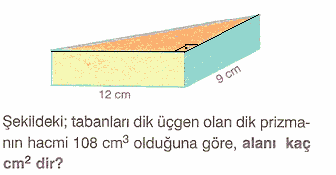 12 cm
9 cm
Şekildeki; tabanları dik üçgen olan dik prizma-
nın hacmi 108 cm³ olduğuna göre, alanı kaç
cm² dir?